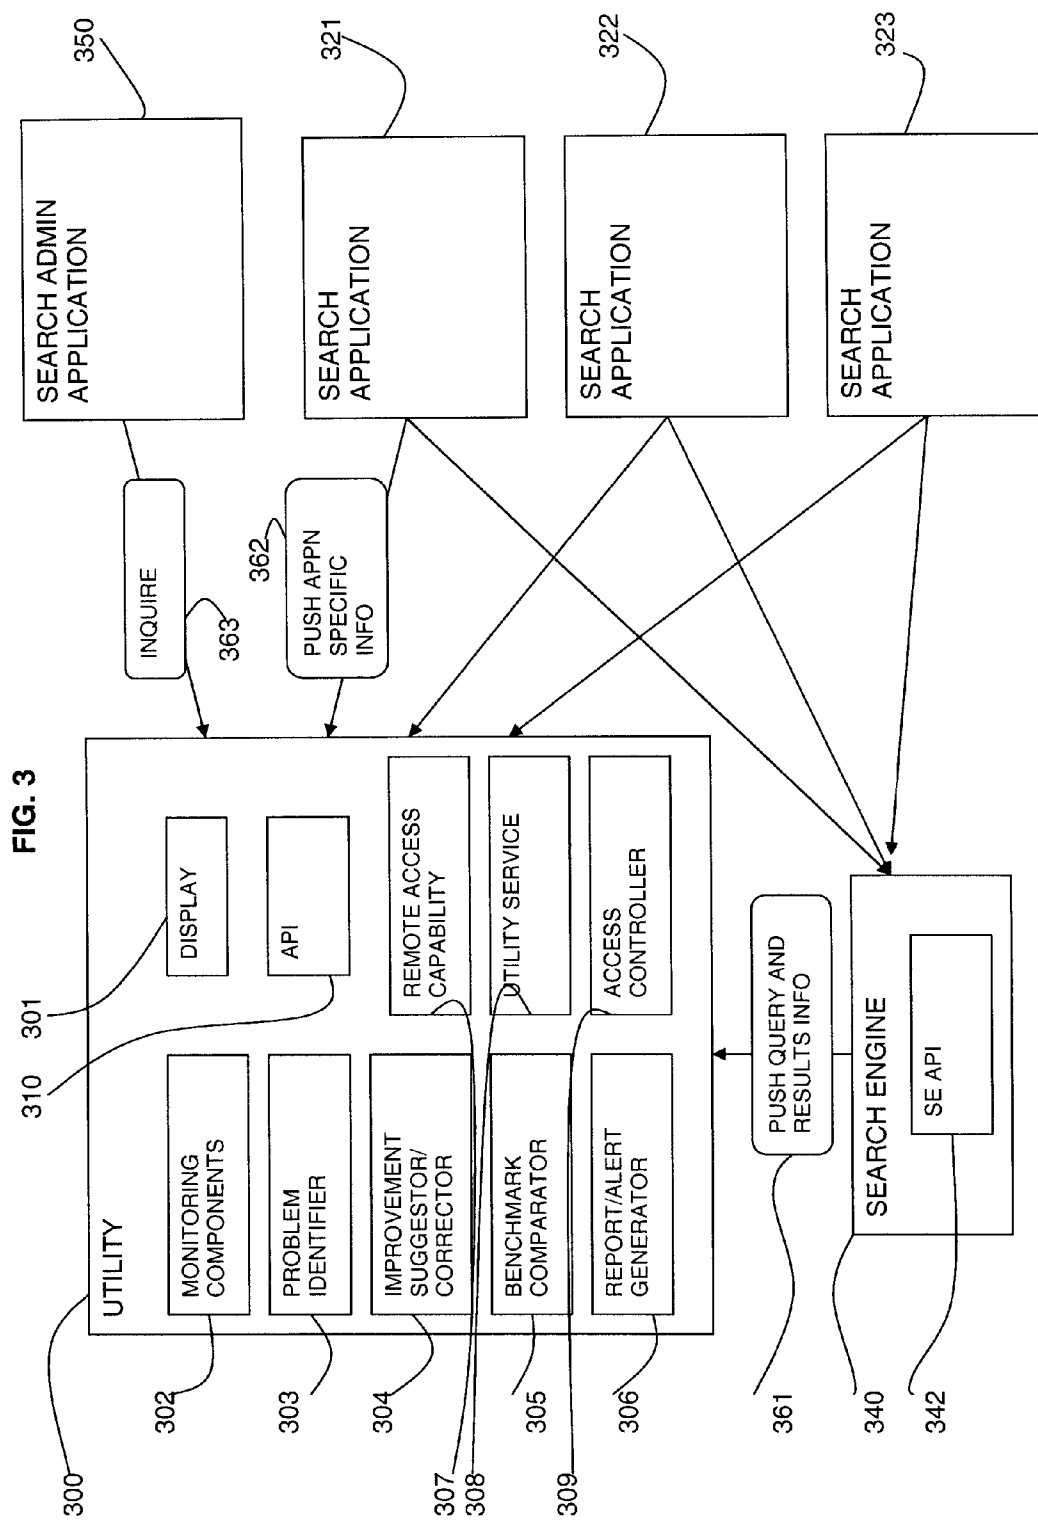 FIG. 3
300
UTILITY
302
MONITORING
COMPONENTS
303
PROBLEM
IDENTIFIER
304
IMPROVEMENT
SUGGESTOR/
CORRECTOR
305
BENCHMARK
COMPARATOR
306
REPORT/ALERT
GENERATOR
307
308
309
301
DISPLAY
310
API
REMOTE ACCESS
CAPABILITY
UTILITY SERVICE
ACCESS
CONTROLLER
INQUIRE
363
362
PUSH APPN
SPECIFIC
INFO
350
SEARCH ADMIN
APPLICATION
321
SEARCH
APPLICATION
322
SEARCH
APPLICATION
323
SEARCH
APPLICATION
361
PUSH QUERY AND
RESULTS INFO
340
SEARCH ENGINE
342
SE API